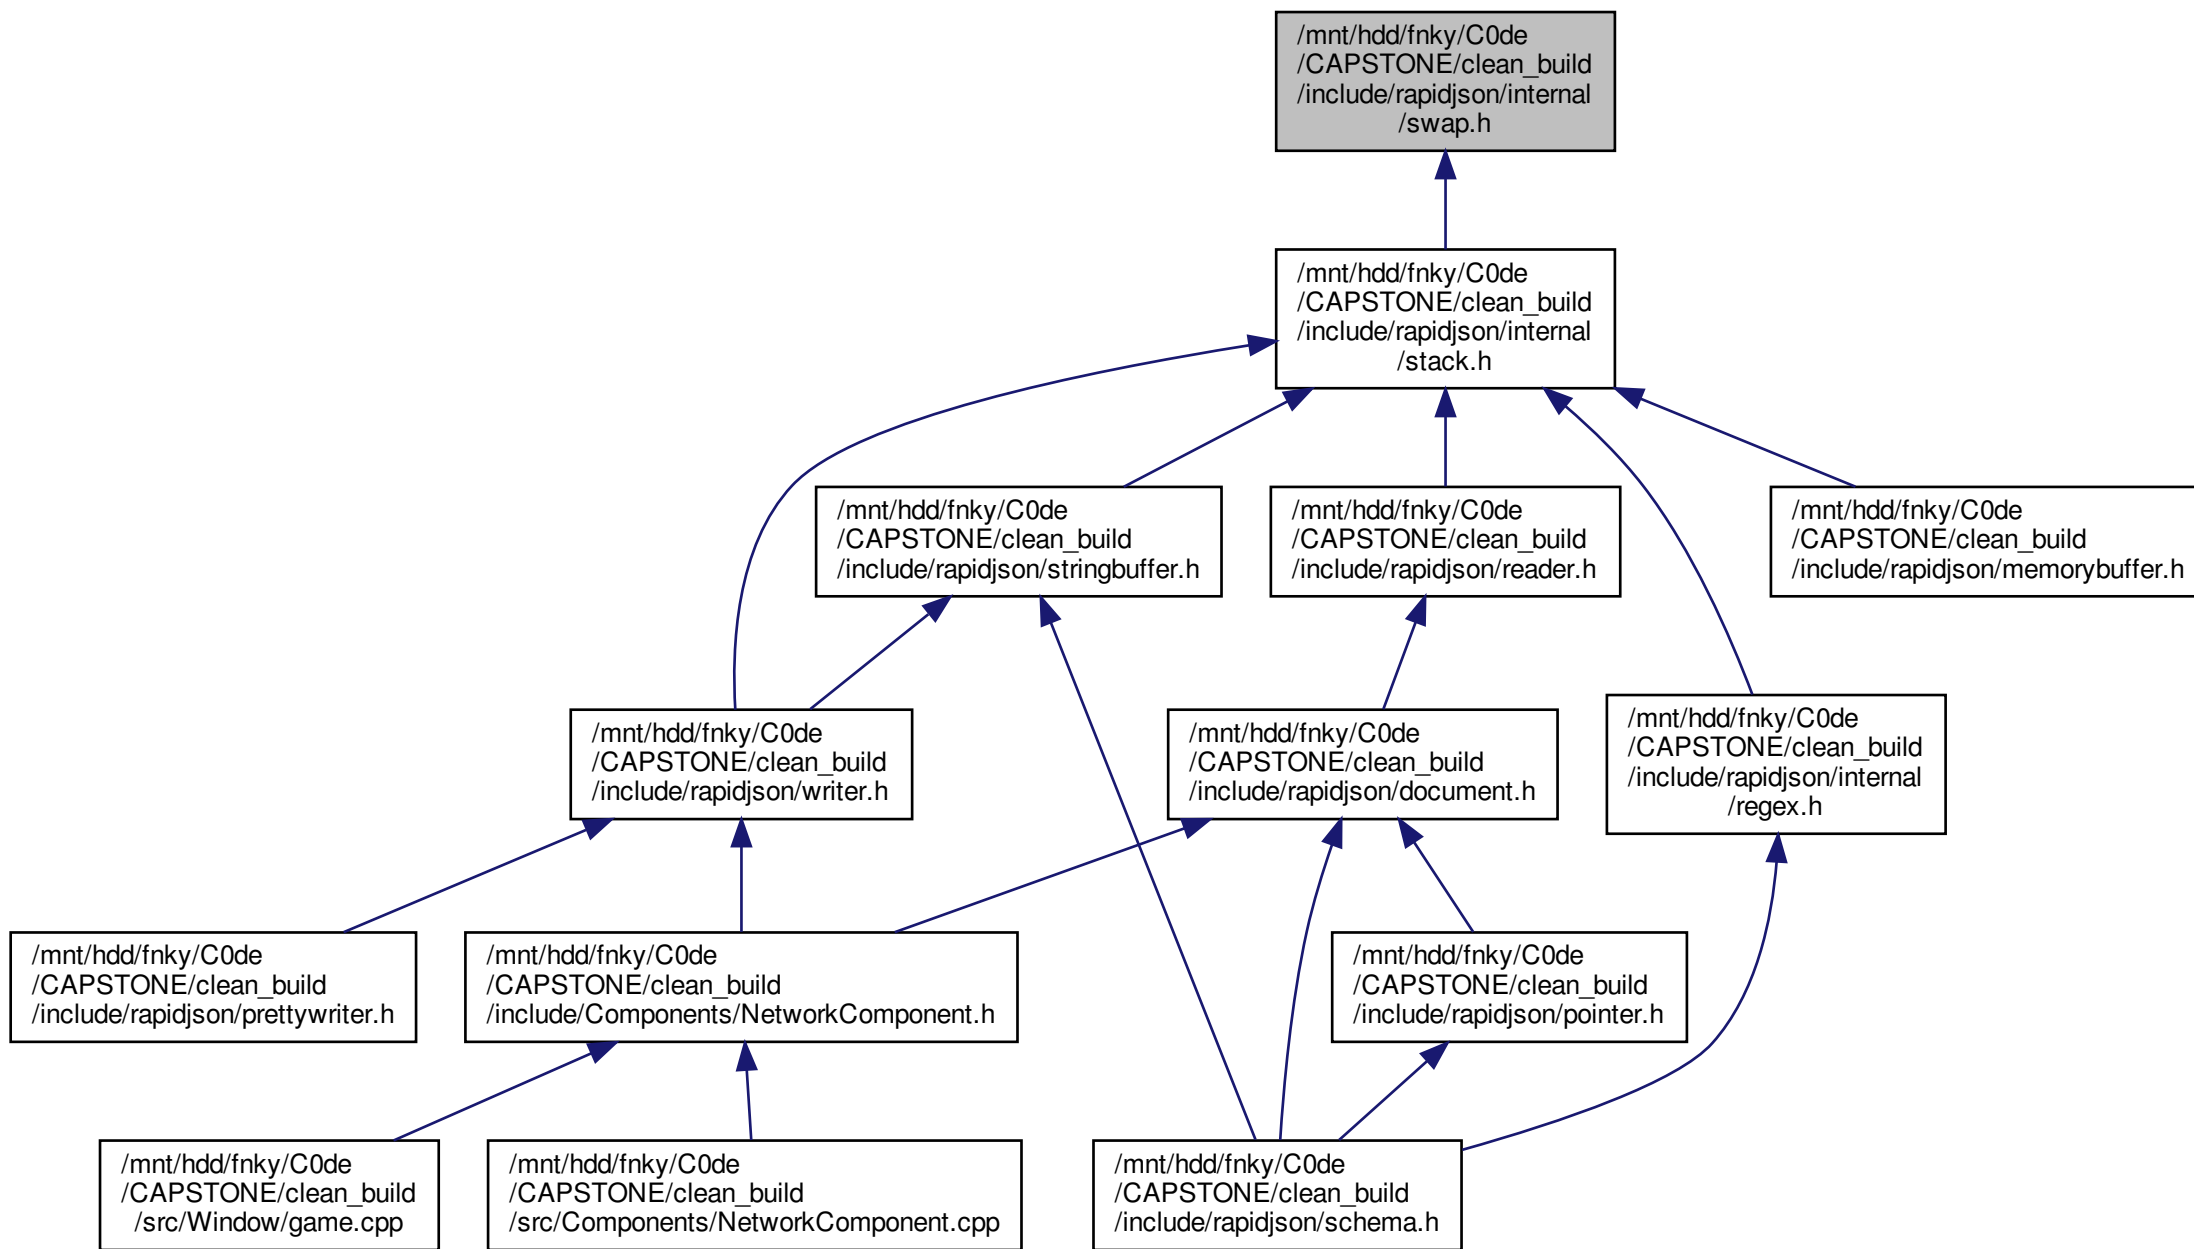 /mnt/hdd/fnky/C0de
/CAPSTONE/clean_build
/include/rapidjson/internal
/swap.h
/mnt/hdd/fnky/C0de
/CAPSTONE/clean_build
/include/rapidjson/internal
/stack.h
/mnt/hdd/fnky/C0de
/CAPSTONE/clean_build
/include/rapidjson/stringbuffer.h
/mnt/hdd/fnky/C0de
/CAPSTONE/clean_build
/include/rapidjson/reader.h
/mnt/hdd/fnky/C0de
/CAPSTONE/clean_build
/include/rapidjson/memorybuffer.h
/mnt/hdd/fnky/C0de
/CAPSTONE/clean_build
/include/rapidjson/writer.h
/mnt/hdd/fnky/C0de
/CAPSTONE/clean_build
/include/rapidjson/document.h
/mnt/hdd/fnky/C0de
/CAPSTONE/clean_build
/include/rapidjson/internal
/regex.h
/mnt/hdd/fnky/C0de
/CAPSTONE/clean_build
/include/rapidjson/prettywriter.h
/mnt/hdd/fnky/C0de
/CAPSTONE/clean_build
/include/Components/NetworkComponent.h
/mnt/hdd/fnky/C0de
/CAPSTONE/clean_build
/include/rapidjson/pointer.h
/mnt/hdd/fnky/C0de
/CAPSTONE/clean_build
/src/Window/game.cpp
/mnt/hdd/fnky/C0de
/CAPSTONE/clean_build
/src/Components/NetworkComponent.cpp
/mnt/hdd/fnky/C0de
/CAPSTONE/clean_build
/include/rapidjson/schema.h